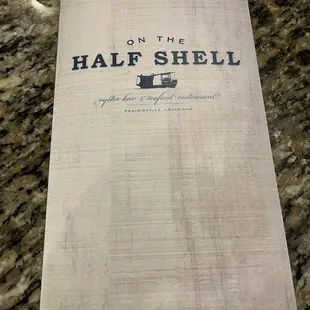 ON THE
HALF SHELL
oyster bar & seafood restaurant
PRAIRIEVILLE, LOUISIANA